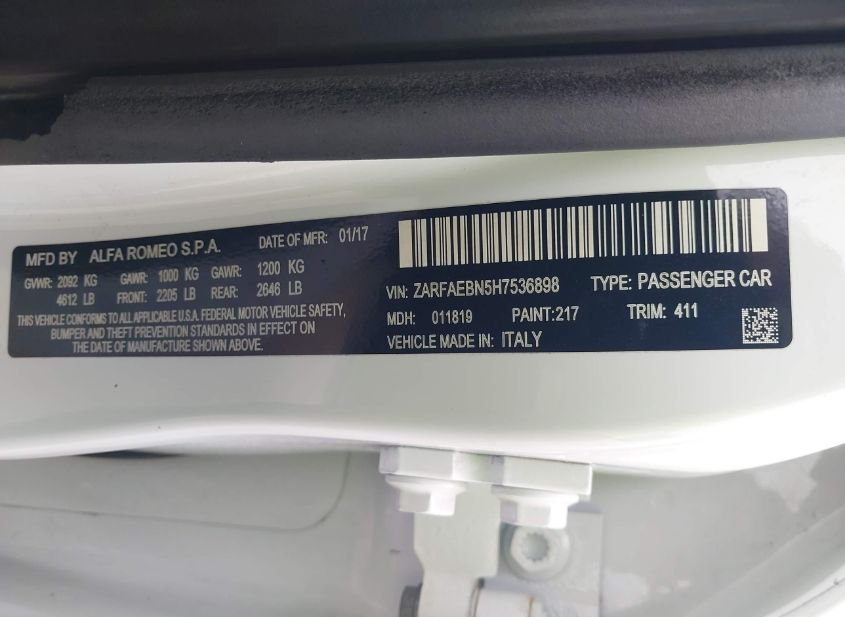 MFD BY ALFA ROMEO S.P.A. DATE OF MFR: 01/17
GVWR: 2092 KG GAWR: 1000 KG GAWR: 1200 KG
4612 LB FRONT: 2205 LB REAR: 2646 LB
THIS VEHICLE CONFORMS TO ALL APPLICABLE U.S.A. FEDERAL MOTOR VEHICLE SAFETY,
BUMPER AND THEFT PREVENTION STANDARDS IN EFFECT ON
THE DATE OF MANUFACTURE SHOWN ABOVE.
VIN: ZARFAEBN5H7536898 TYPE: PASSENGER CAR
MDH: 011819 PAINT:217 TRIM: 411
VEHICLE MADE IN: ITALY